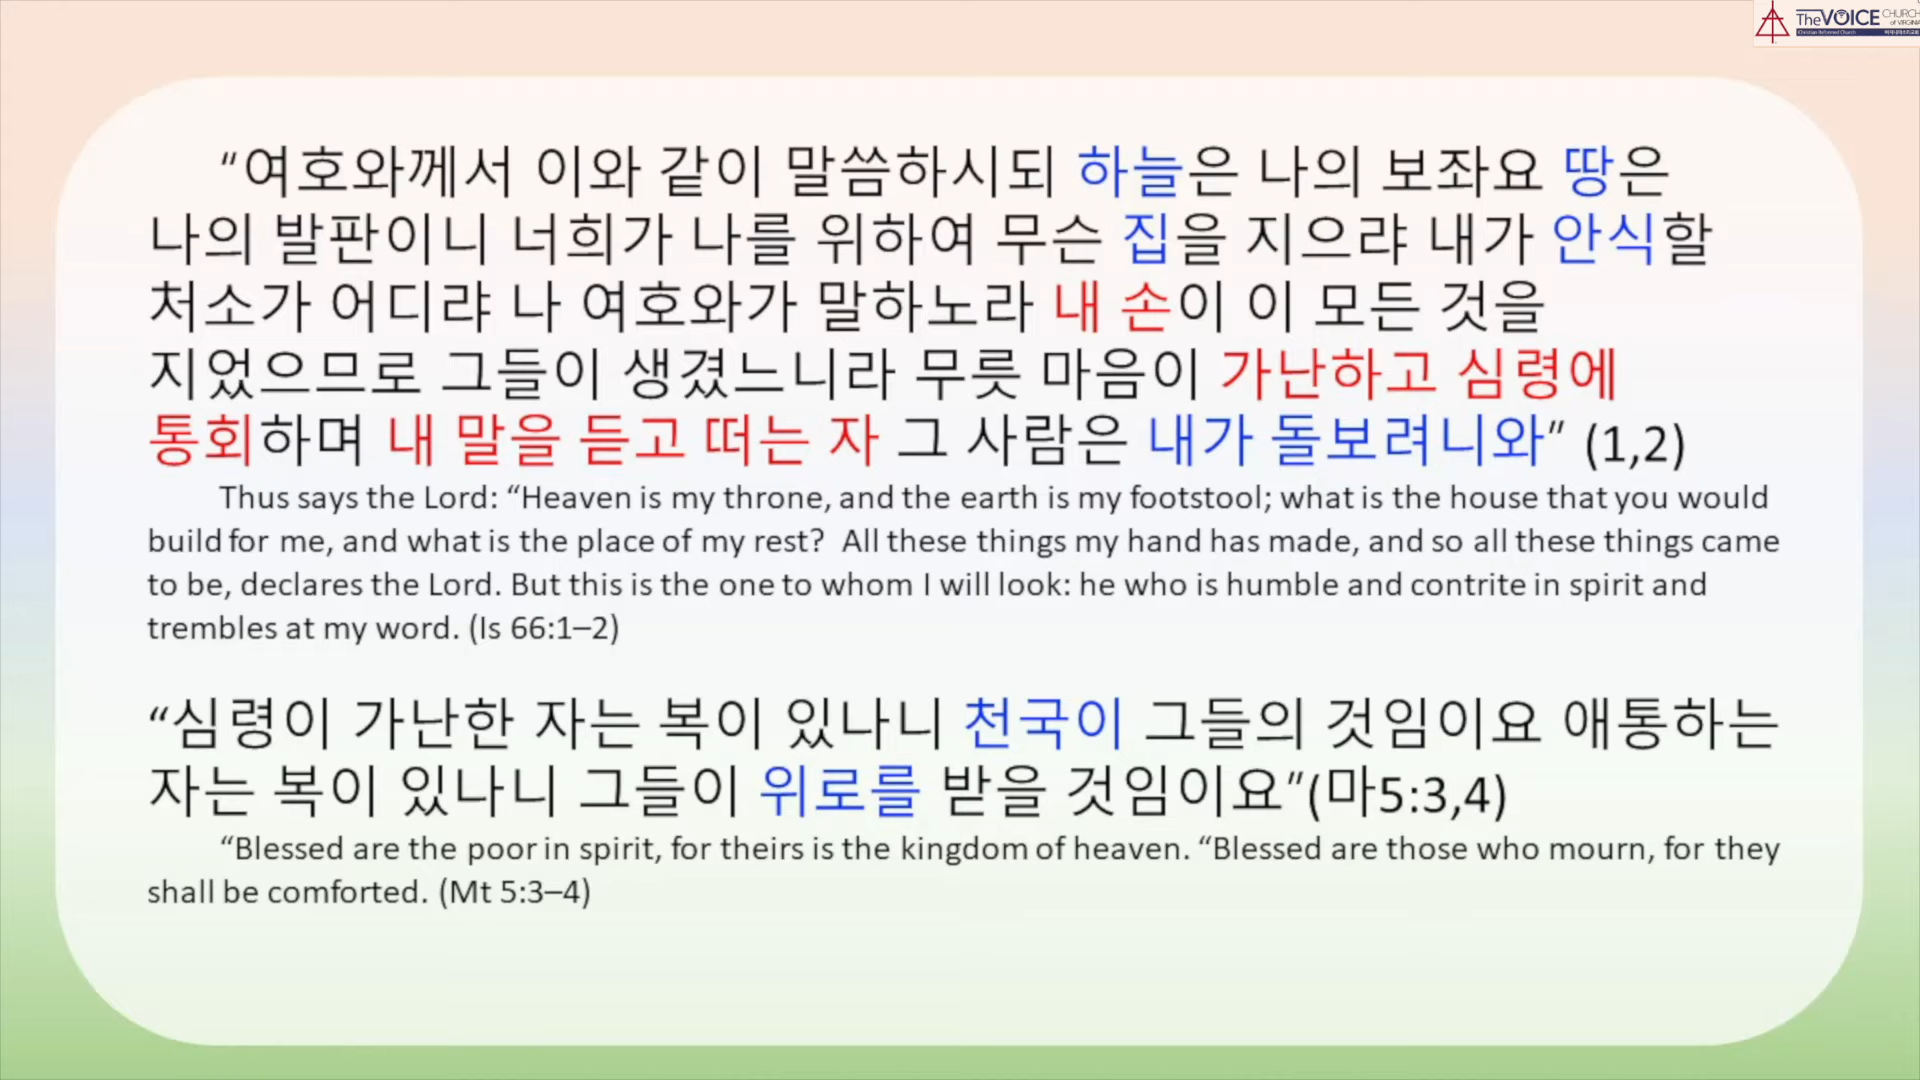 TheVOICE CHURCH
of VIRGINIA
Christian Reformed Church
“여호와께서 이와 같이 말씀하시되 하늘은 나의 보좌요 땅은
나의 발판이니 너희가 나를 위하여 무슨 집을 지으랴 내가 안식할
처소가 어디랴 나 여호와가 말하노라 내 손이 이 모든 것을
지었으므로 그들이 생겼느니라 무릇 마음이 가난하고 심령에
통회하며 내 말을 듣고 떠는 자 그 사람은 내가 돌보려니와” (1,2)
Thus says the Lord: “Heaven is my throne, and the earth is my footstool; what is the house that you would
build for me, and what is the place of my rest?  All these things my hand has made, and so all these things came
to be, declares the Lord. But this is the one to whom I will look: he who is humble and contrite in spirit and
trembles at my word. (Is 66:1–2)
“심령이 가난한 자는 복이 있나니 천국이 그들의 것임이요 애통하는
자는 복이 있나니 그들이 위로를 받을 것임이요”(마5:3,4)
“Blessed are the poor in spirit, for theirs is the kingdom of heaven. “Blessed are those who mourn, for they
shall be comforted. (Mt 5:3–4)